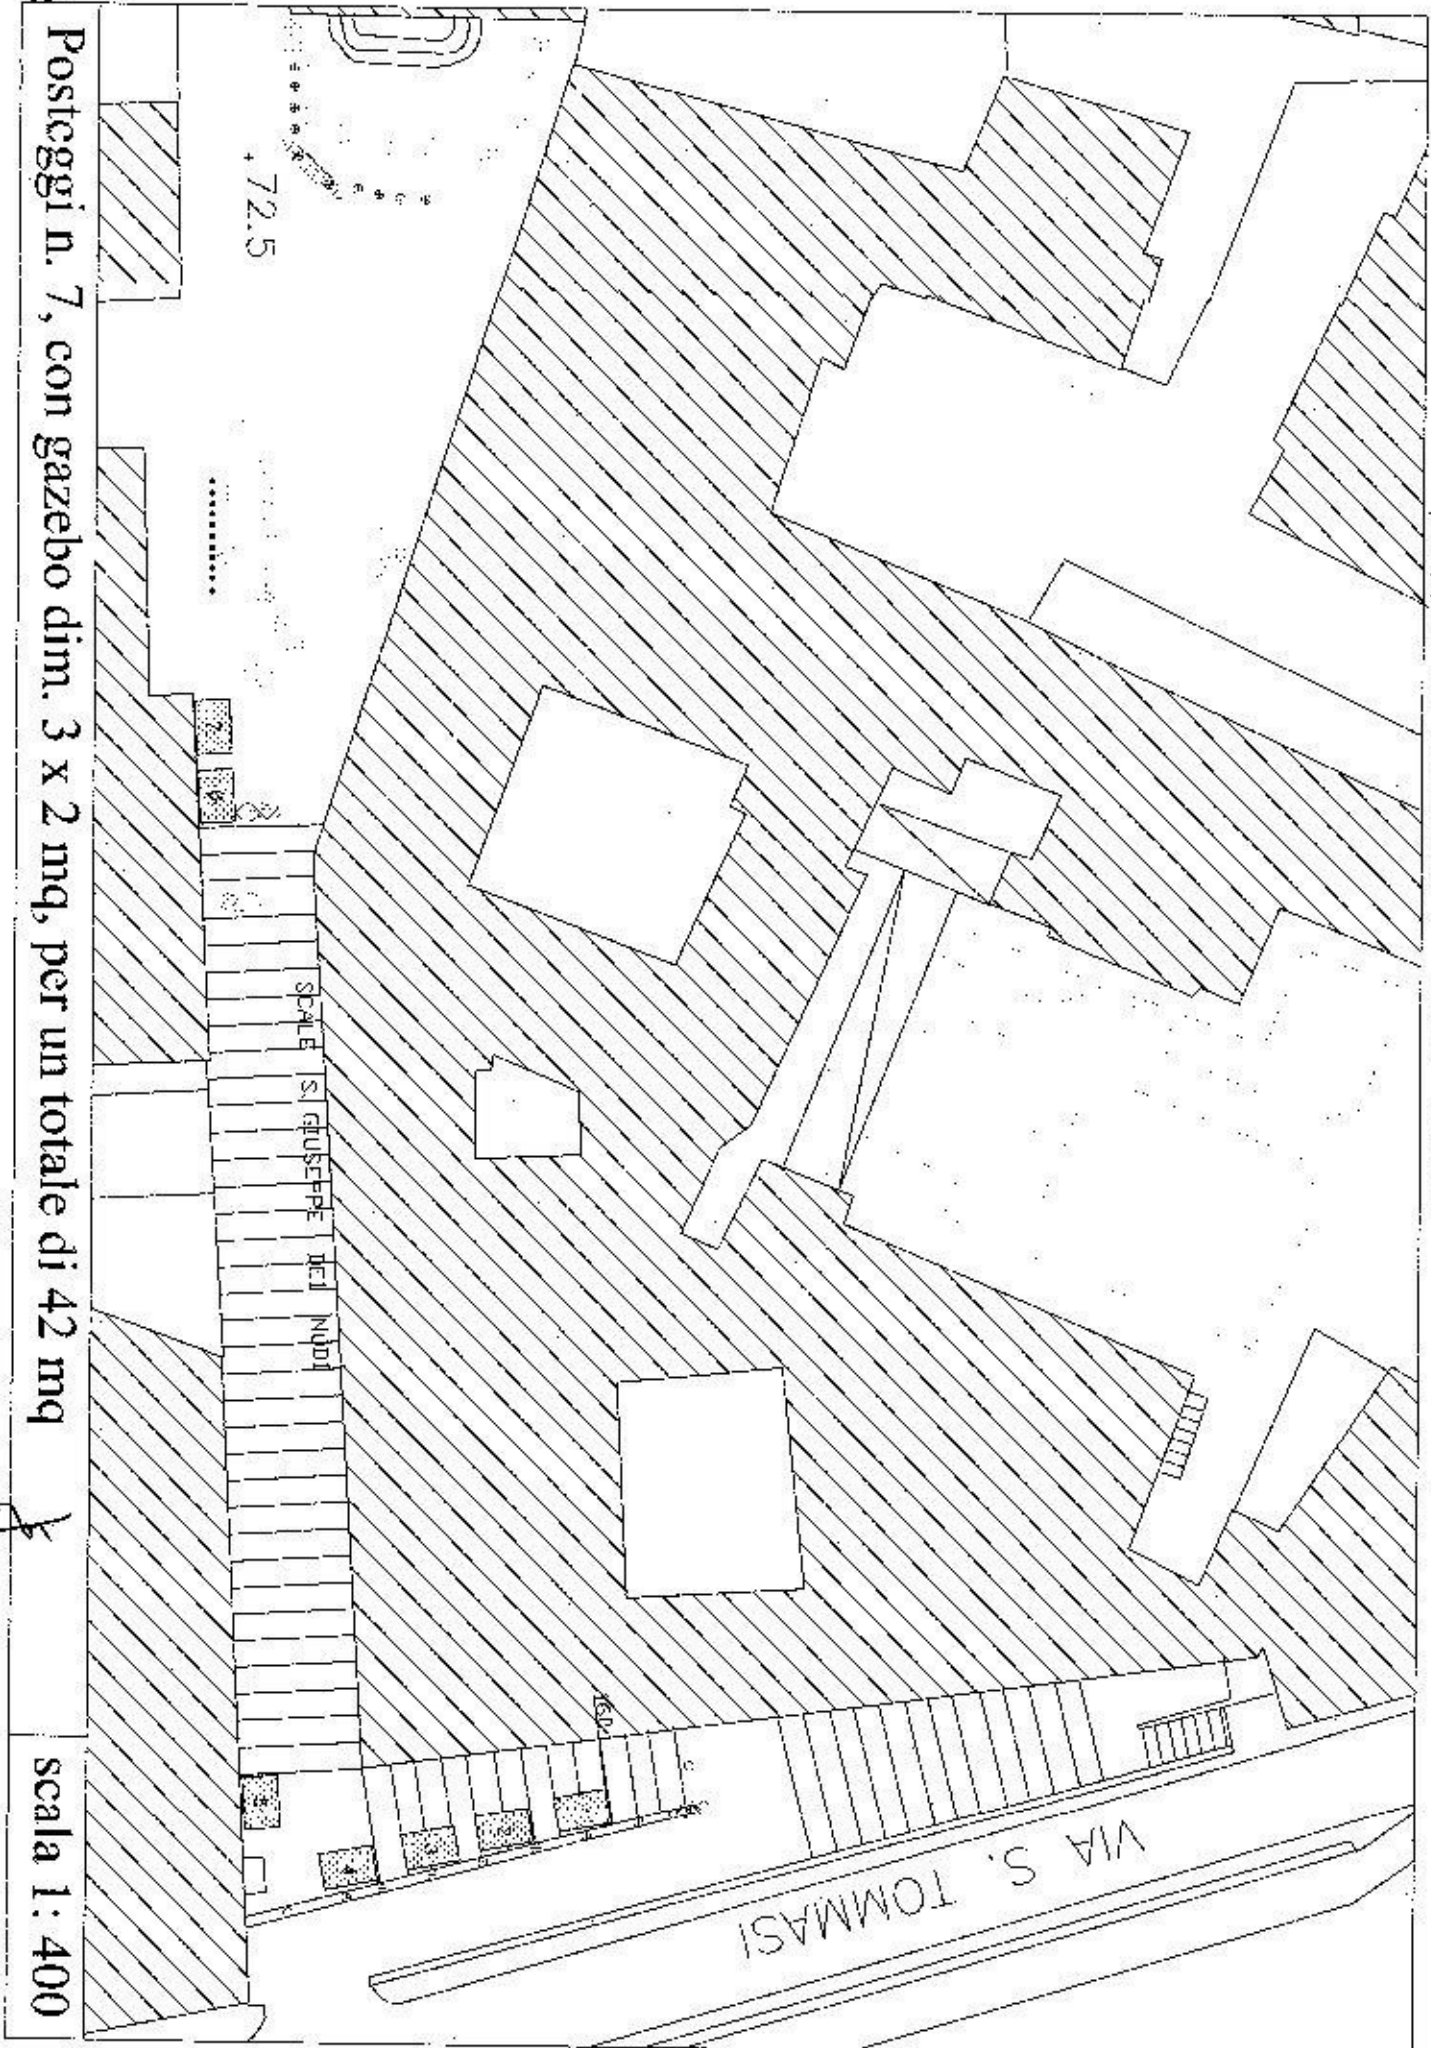 + 72.5
SCALE S. GIUSEPPE DEI NUDI
VIA S. TOMMASI
Posteggi n. 7, con gazebo dim. 3 x 2 mq, per un totale di 42 mq
scala 1: 400